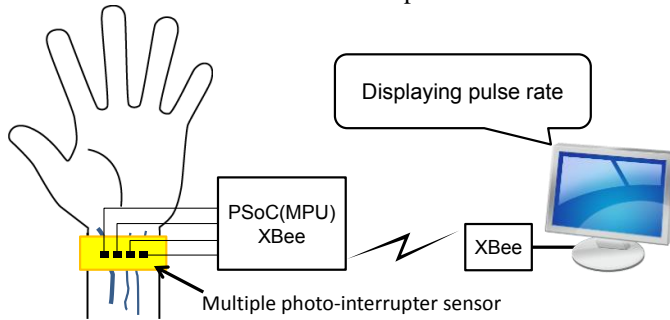 Displaying pulse rate
PSoC(MPU)
XBee
XBee
Multiple photo-interrupter sensor